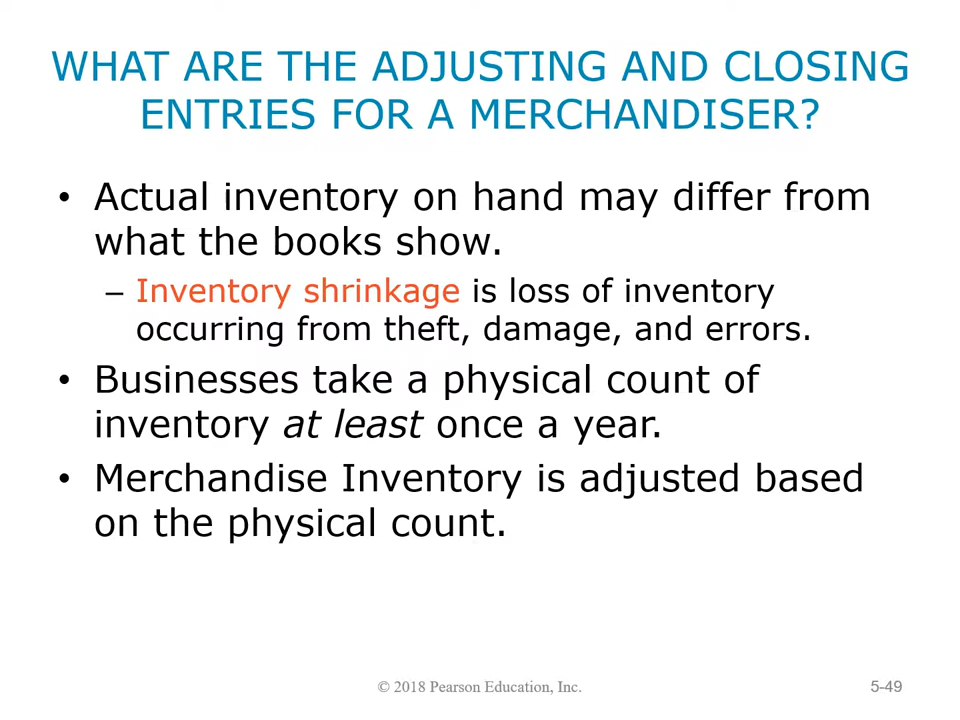 WHAT ARE THE ADJUSTING AND CLOSING
ENTRIES FOR A MERCHANDISER?
• Actual inventory on hand may differ from
what the books show.
– Inventory shrinkage is loss of inventory
occurring from theft, damage, and errors.
• Businesses take a physical count of
inventory at least once a year.
• Merchandise Inventory is adjusted based
on the physical count.
© 2018 Pearson Education, Inc.
5-49